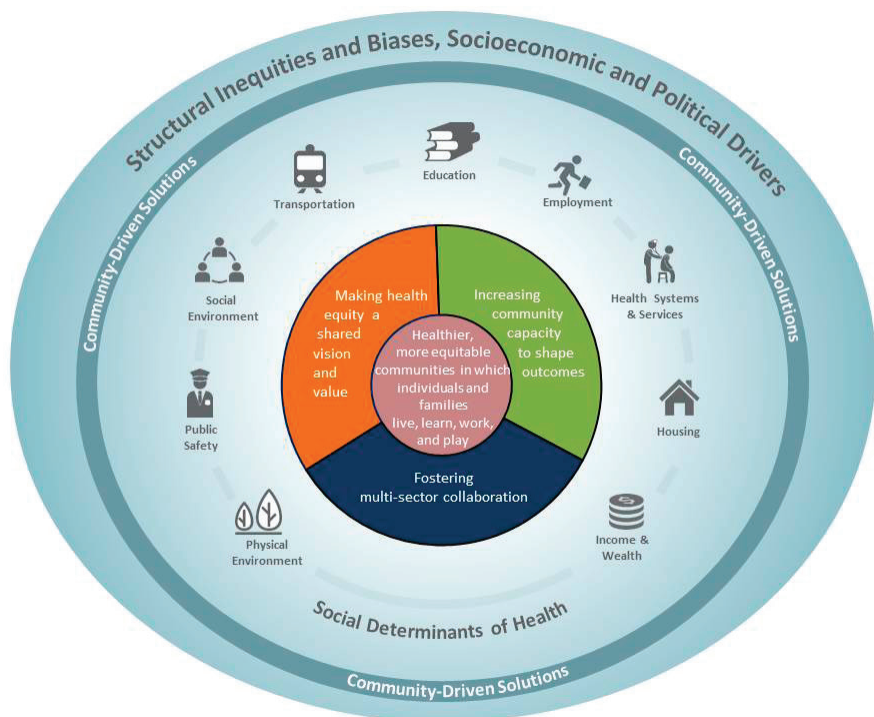 Structural Inequities and Biases, Socioeconomic and Political Drivers
Community-Driven Solutions
Community-Driven Solutions
Education
Transportation
Employment
Social
Environment
Health Systems
& Services
Public
Safety
Housing
Physical
Environment
Income &
Wealth
Making health
equity a
shared
vision
and
value
Increasing
community
capacity
to shape
outcomes
Healthier,
more equitable
communities in which
individuals and
families
live, learn, work,
and play
Fostering
multi-sector collaboration
Social Determinants of Health
Community-Driven Solutions